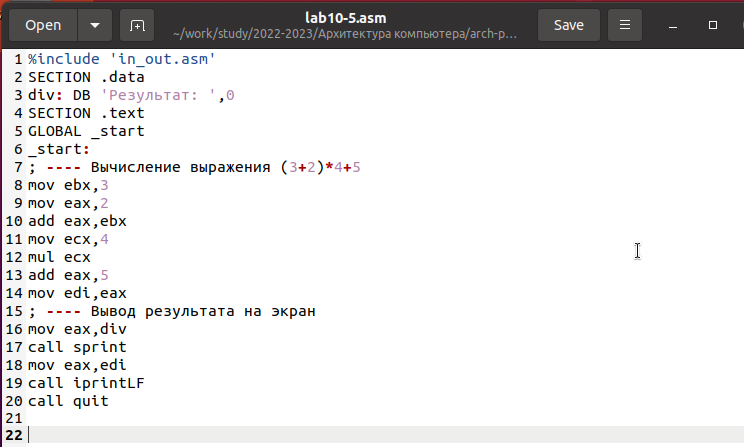 Open
lab10-5.asm
~/work/study/2022-2023/Архитектура компьютера/arch-p...
Save
1 %include 'in_out.asm'
2 SECTION .data
3 div: DB 'Результат: ',0
4 SECTION .text
5 GLOBAL _start
6 _start:
7 ; ---- Вычисление выражения (3+2)*4+5
8 mov ebx,3
9 mov eax,2
10 add eax,ebx
11 mov ecx,4
12 mul ecx
13 add eax,5
14 mov edi,eax
15 ; ---- Вывод результата на экран
16 mov eax,div
17 call sprint
18 mov eax,edi
19 call iprintLF
20 call quit
21
22